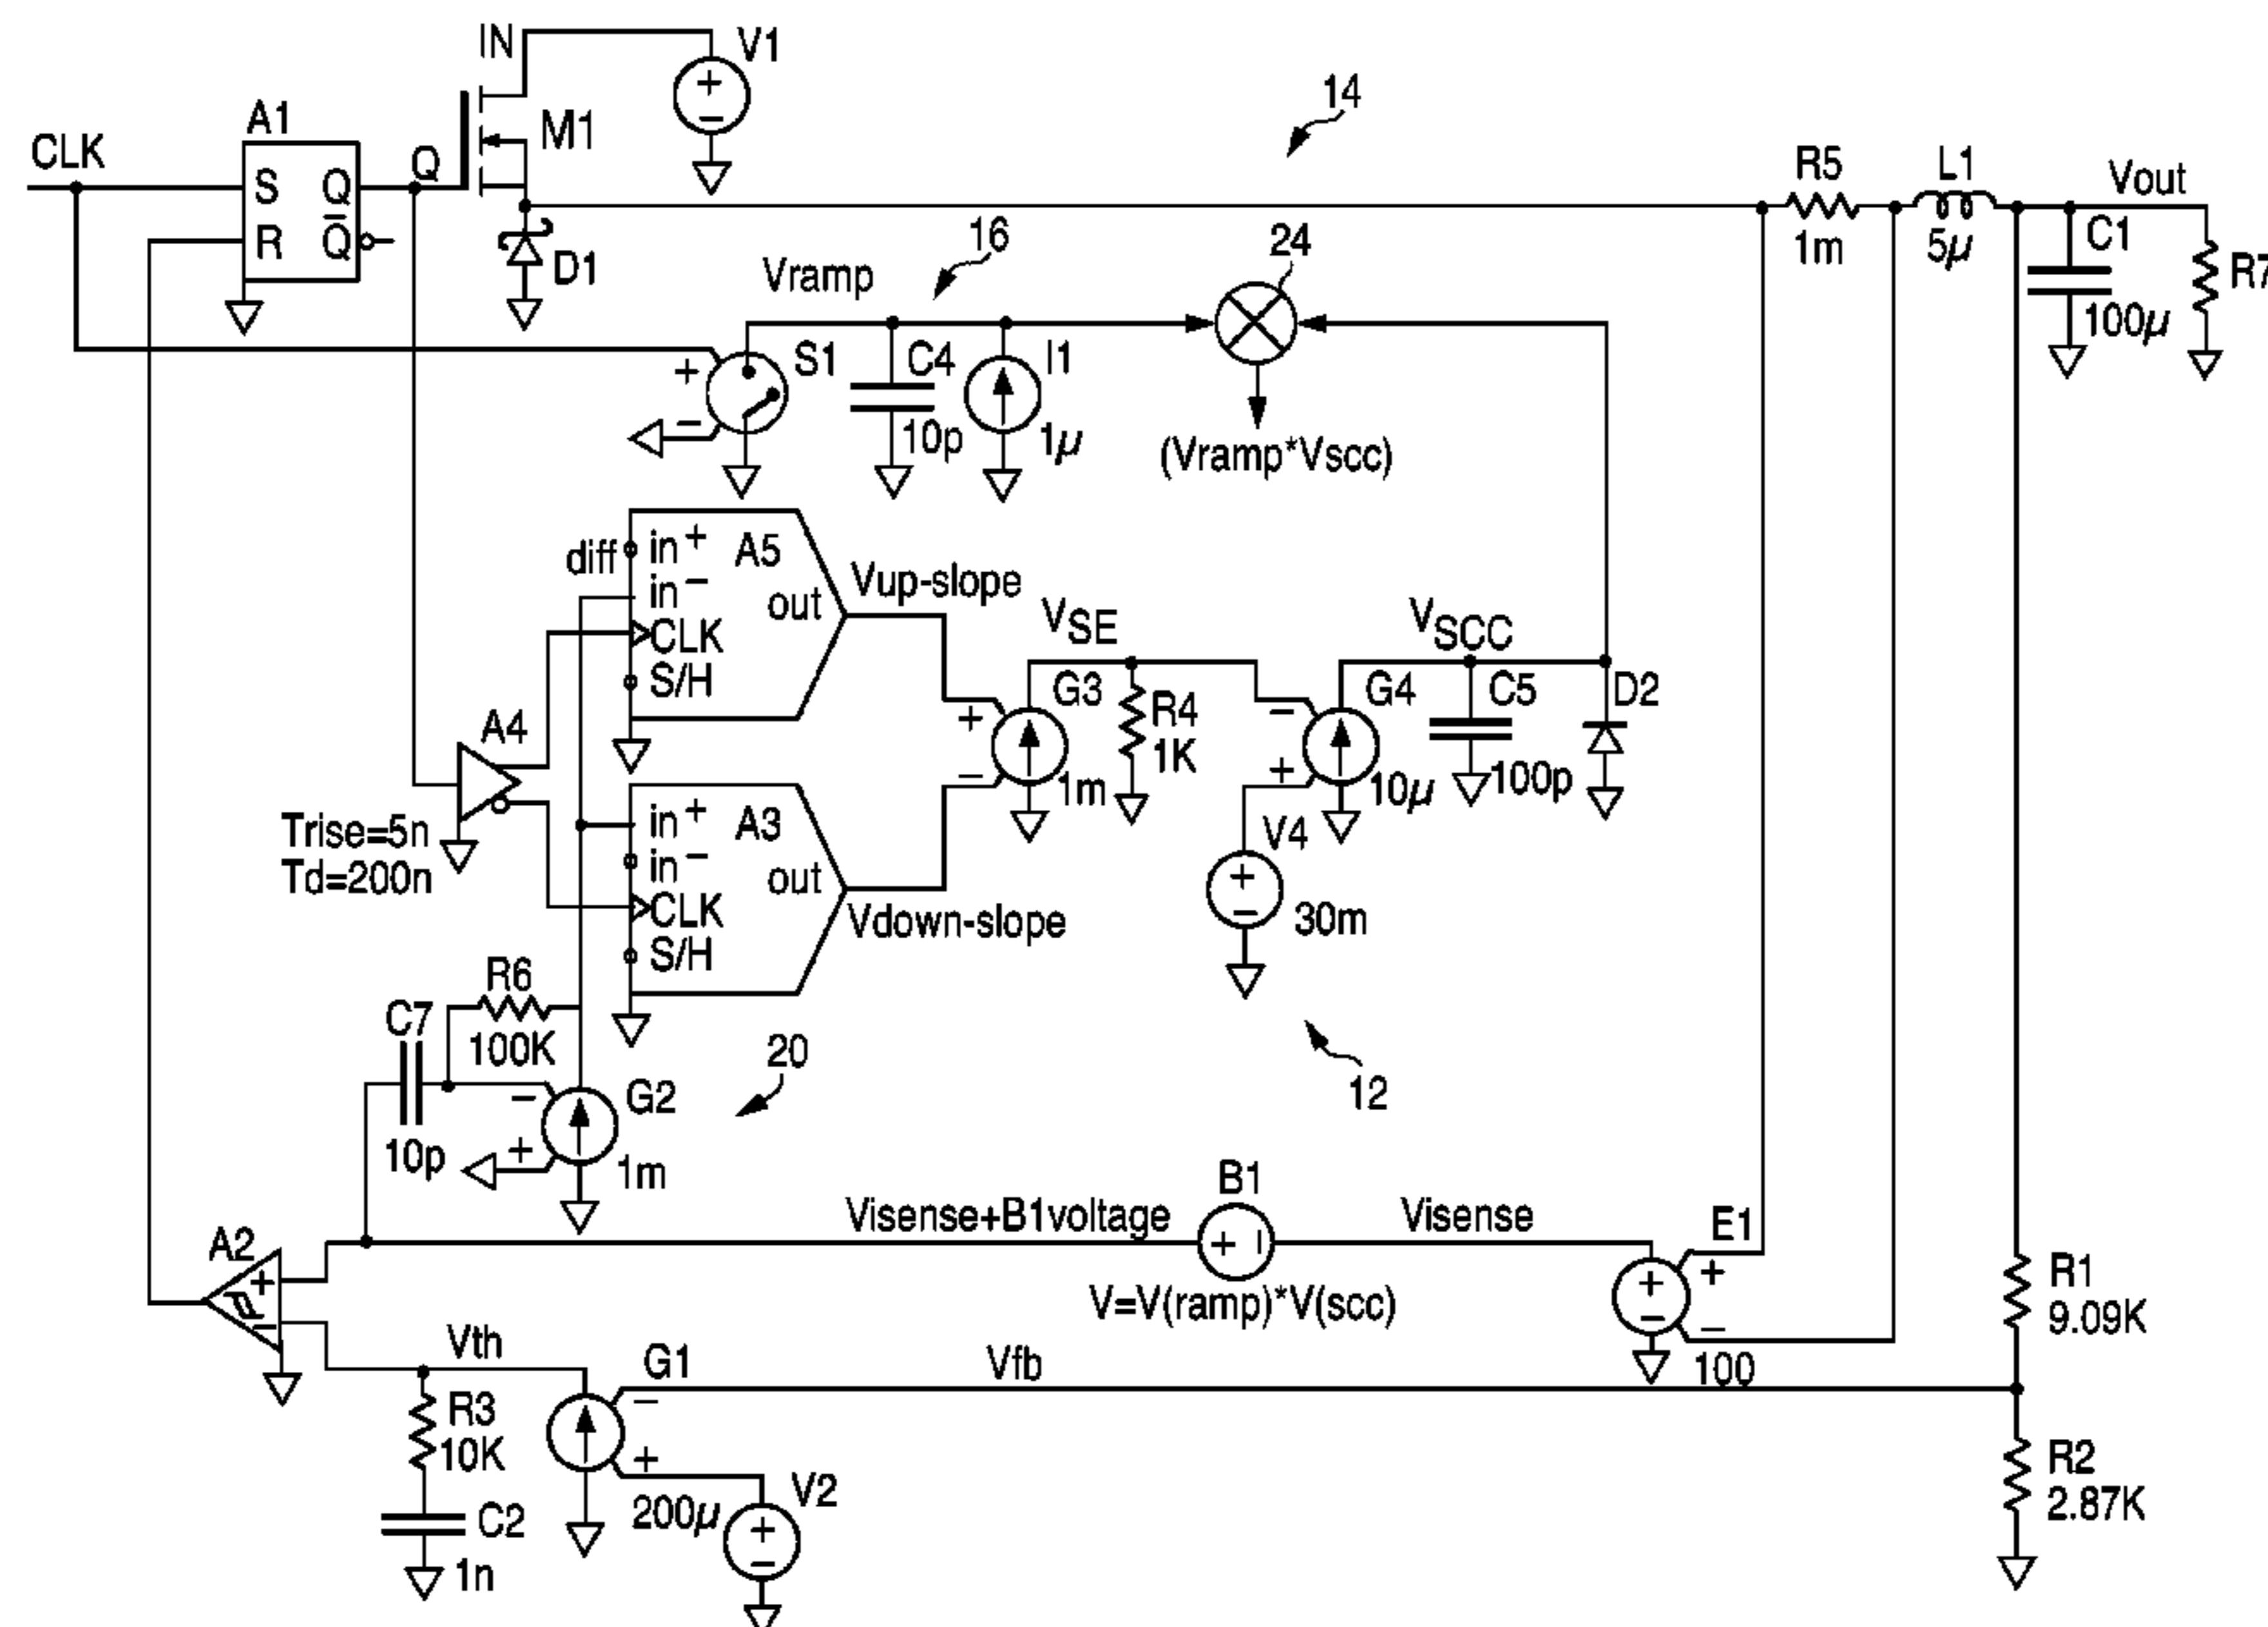 IN
V1
+
−
14
A1
M1
CLK
Q
S Q
R Q̅
D1
R5
1m
L1
5µ
Vout
C1
100µ
R7
16
24
Vramp
S1
+
−
C4
10p
I1
1µ
(Vramp*Vscc)
diff
in+
in−
CLK
S/H
A5
out
Vup-slope
VSE
VSCC
G3
+
−
1m
R4
1K
G4
−
+
10µ
C5
100p
D2
A4
Trise=5n
Td=200n
in+
in−
CLK
S/H
A3
out
Vdown-slope
V4
+
−
30m
R6
100K
C7
10p
G2
−
+
1m
20
12
B1
+ −
Visense+B1voltage
Visense
V=V(ramp)*V(scc)
E1
+
−
+
−
100
A2
+
−
Vth
G1
−
+
200µ
Vfb
R3
10K
C2
1n
V2
+
−
R1
9.09K
R2
2.87K